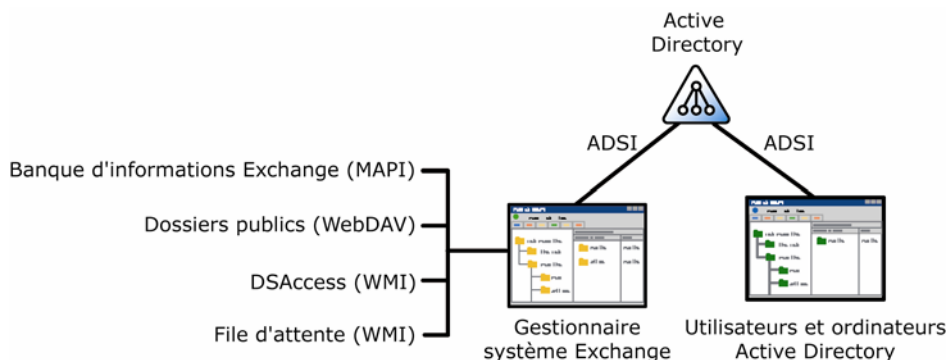 Active
Directory
ADSI
ADSI
Banque d'informations Exchange (MAPI)
Dossiers publics (WebDAV)
DSAccess (WMI)
File d'attente (WMI)
Gestionnaire
système Exchange
Utilisateurs et ordinateurs
Active Directory